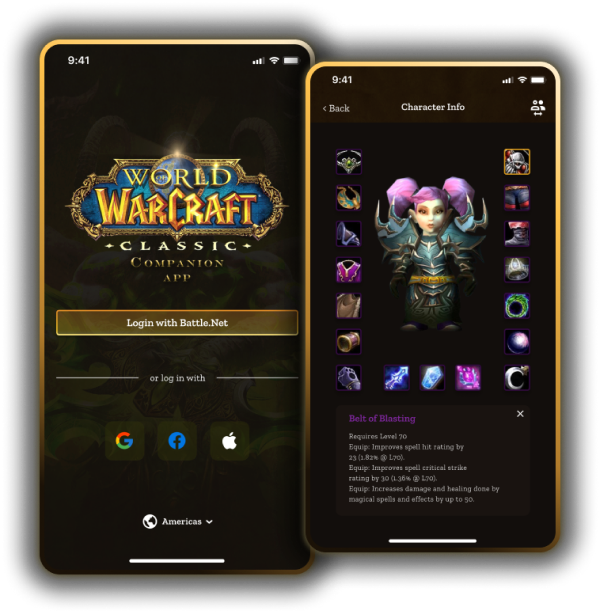 9:41
WORLD
OF
WARCRAFT
CLASSIC
COMPANION
APP
Login with Battle.Net
or log in with
Americas
9:41
Back
Character Info
Belt of Blasting
Requires Level 70
Equip: Improves spell hit rating by
23 (1.82% @ L70).
Equip: Improves spell critical strike
rating by 30 (1.36% @ L70).
Equip: Increases damage and healing done by
magical spells and effects by up to 50.